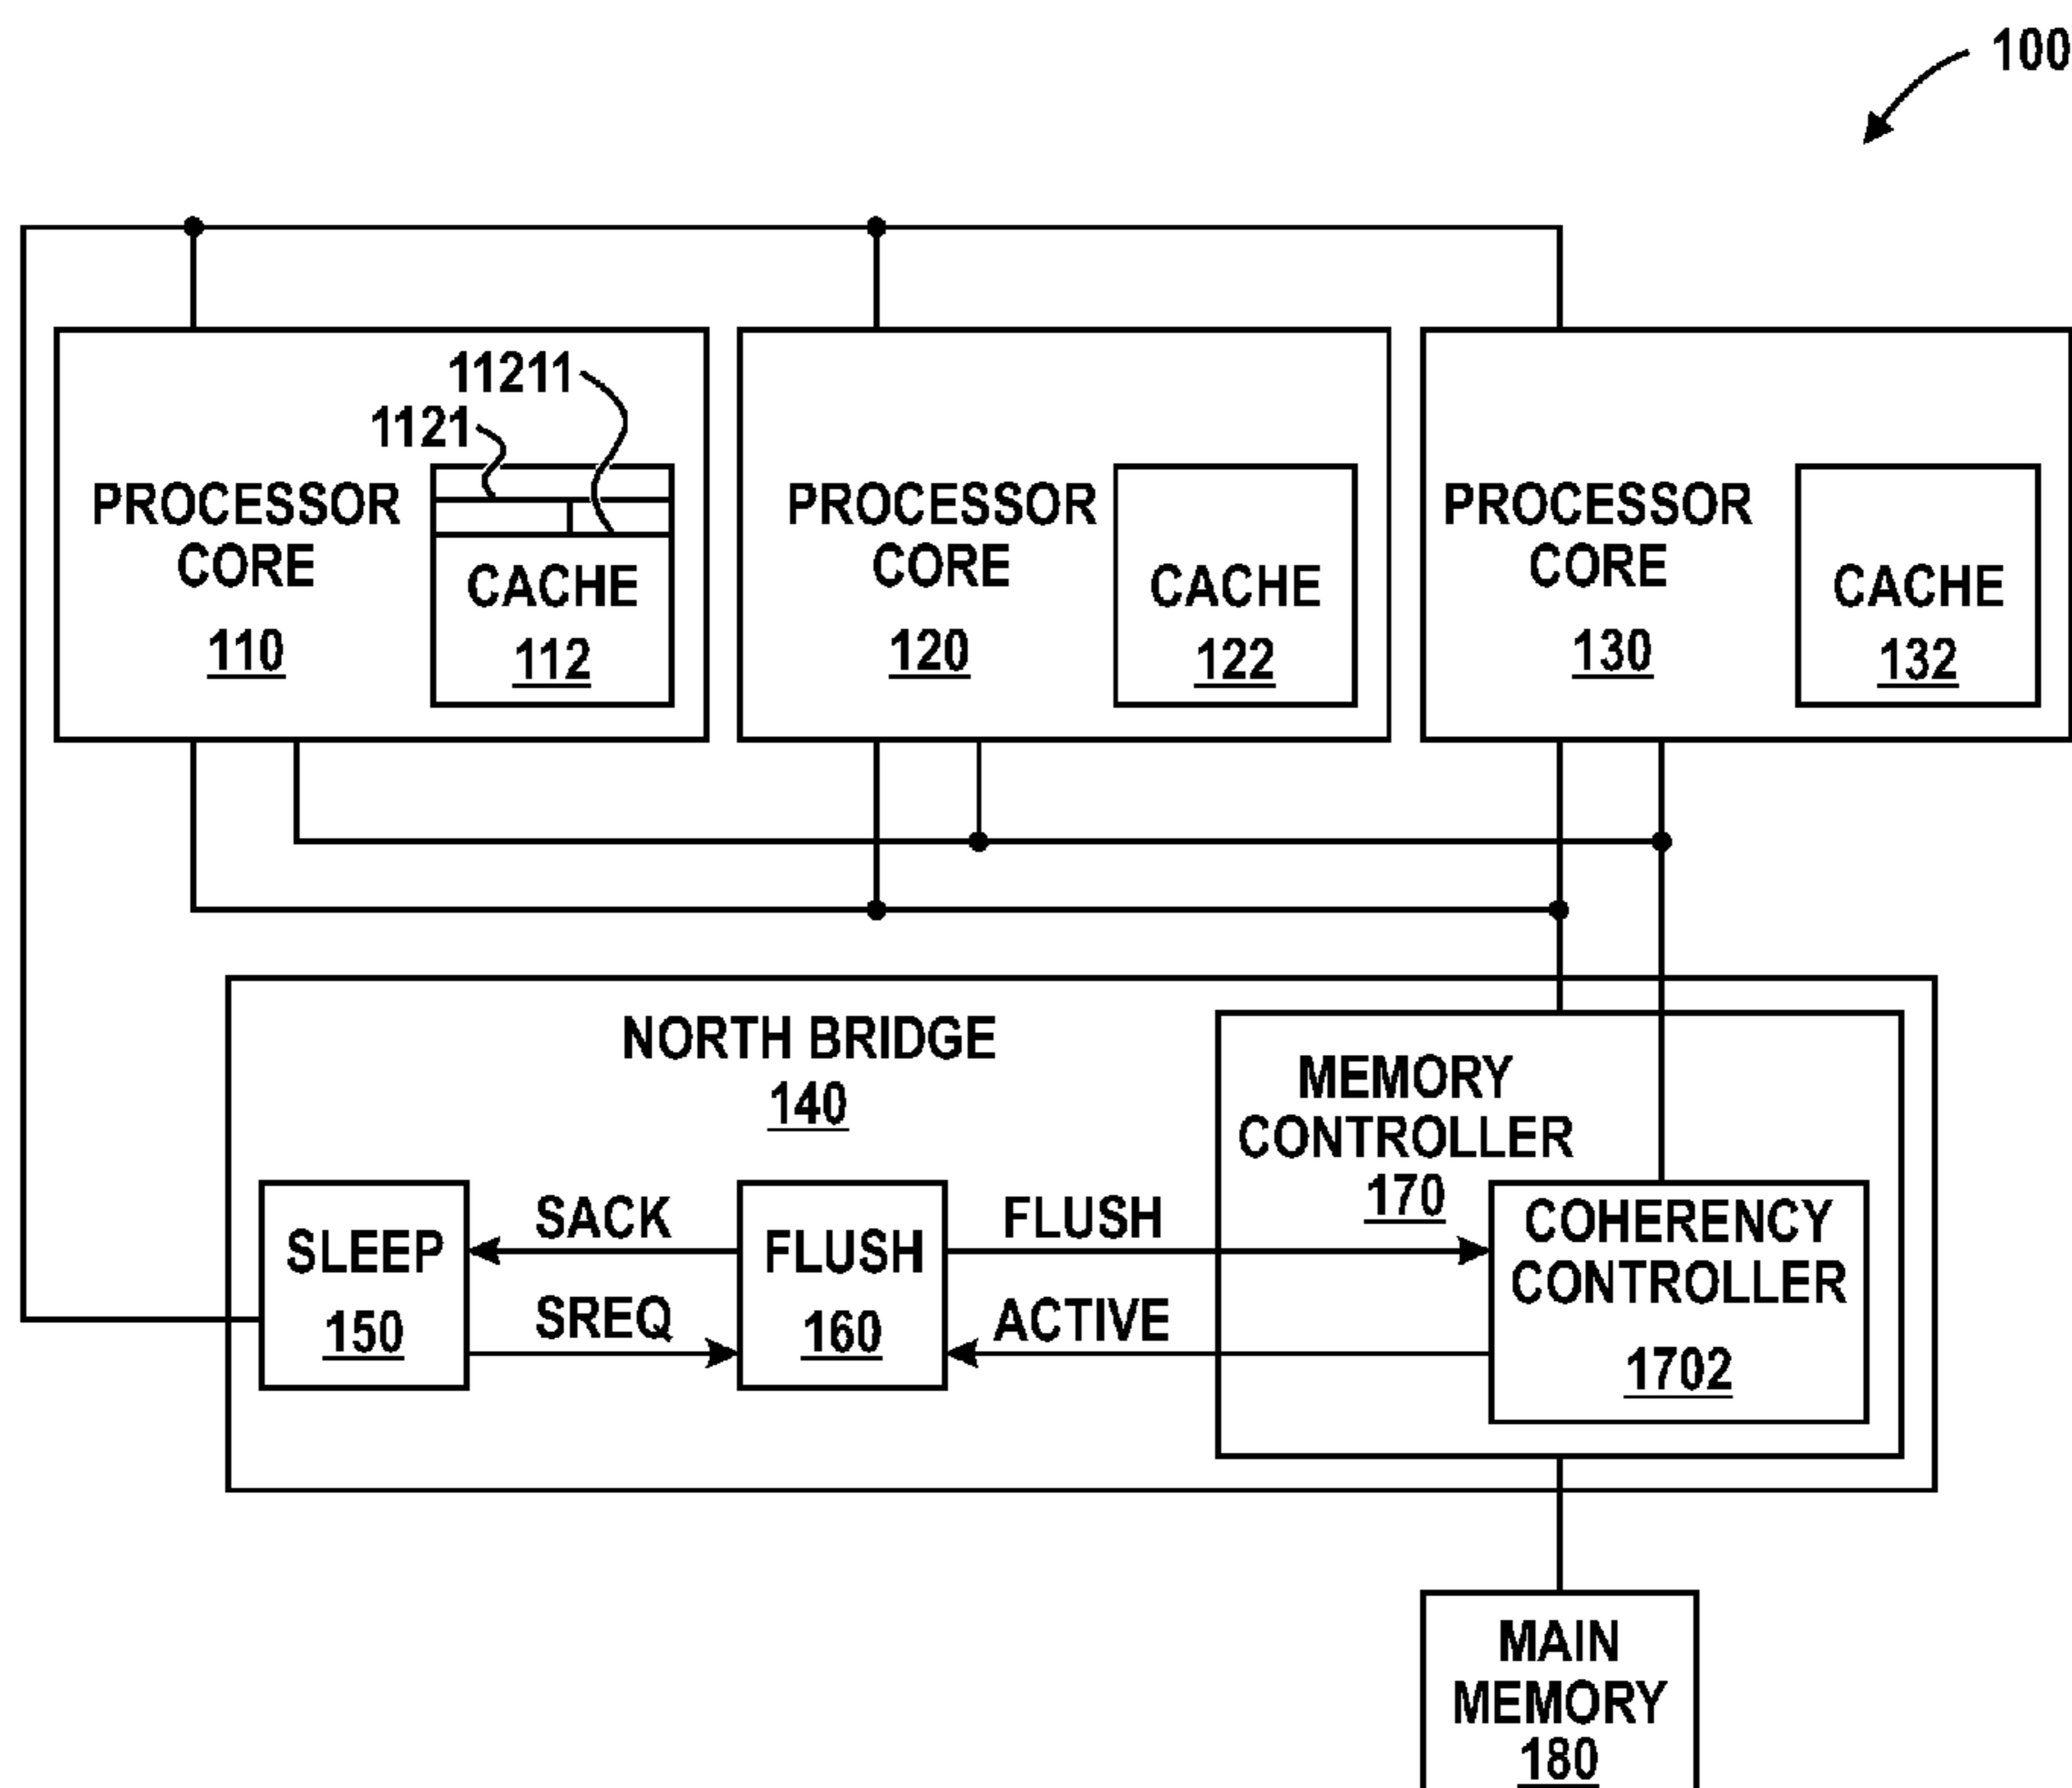 100
11211
1121
PROCESSOR
CORE
110
CACHE
112
PROCESSOR
CORE
120
CACHE
122
PROCESSOR
CORE
130
CACHE
132
NORTH BRIDGE
140
MEMORY
CONTROLLER
170
SLEEP
150
SACK
SREQ
FLUSH
160
FLUSH
ACTIVE
COHERENCY
CONTROLLER
1702
MAIN
MEMORY
180